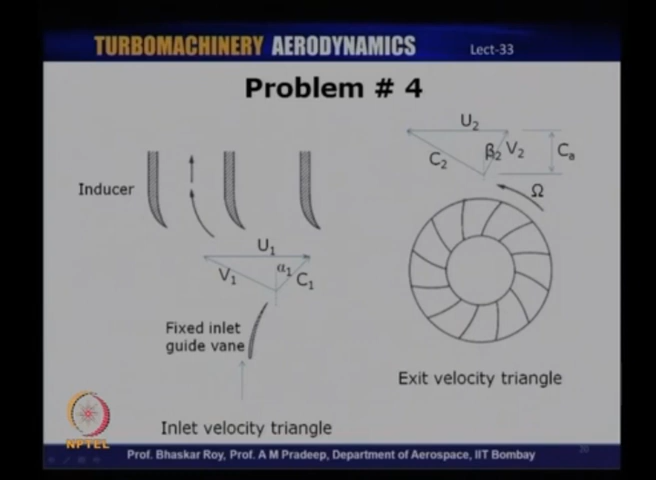 TURBOMACHINERY AERODYNAMICS
Lect-33
Problem # 4
Inducer
U1
V1
α1
C1
Fixed inlet
guide vane
Inlet velocity triangle
U2
C2
β2
V2
Ca
Ω
Exit velocity triangle
NPTEL
Prof. Bhaskar Roy, Prof. A M Pradeep, Department of Aerospace, IIT Bombay
20